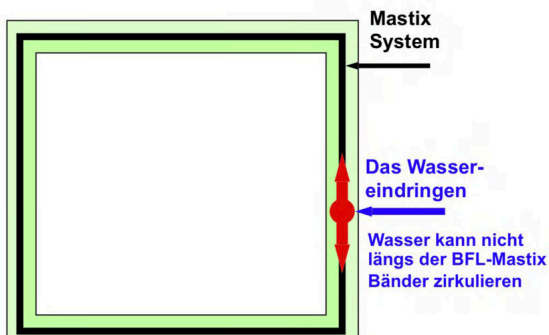 Mastix
System
Das Wasser-
eindringen
Wasser kann nicht
längs der BFL-Mastix
Bänder zirkulieren